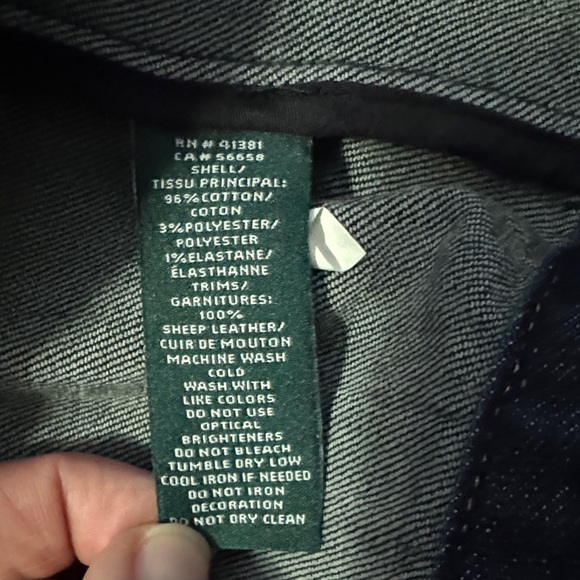 RN # 41381
CA # 56658
SHELL/
TISSU PRINCIPAL:
96%COTTON/
COTON
3%POLYESTER/
POLYESTER
1%ELASTANE/
ÉLASTHANNE
TRIMS/
GARNITURES:
100%
SHEEP LEATHER/
CUIR DE MOUTON
MACHINE WASH
COLD
WASH WITH
LIKE COLORS
DO NOT USE
OPTICAL
BRIGHTENERS
DO NOT BLEACH
TUMBLE DRY LOW
COOL IRON IF NEEDED
DO NOT IRON
DECORATION
DO NOT DRY CLEAN